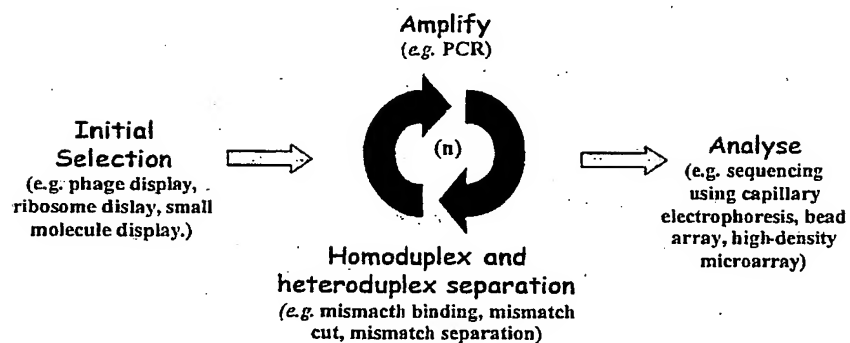 Initial
Selection
(e.g. phage display,
ribosome dislay, small
molecule display.)
Amplify
(e.g. PCR)
(n)
Homoduplex and
heteroduplex separation
(e.g. mismacth binding, mismatch
cut, mismatch separation)
Analyse
(e.g. sequencing
using capillary
electrophoresis, bead
array, high-density
microarray)